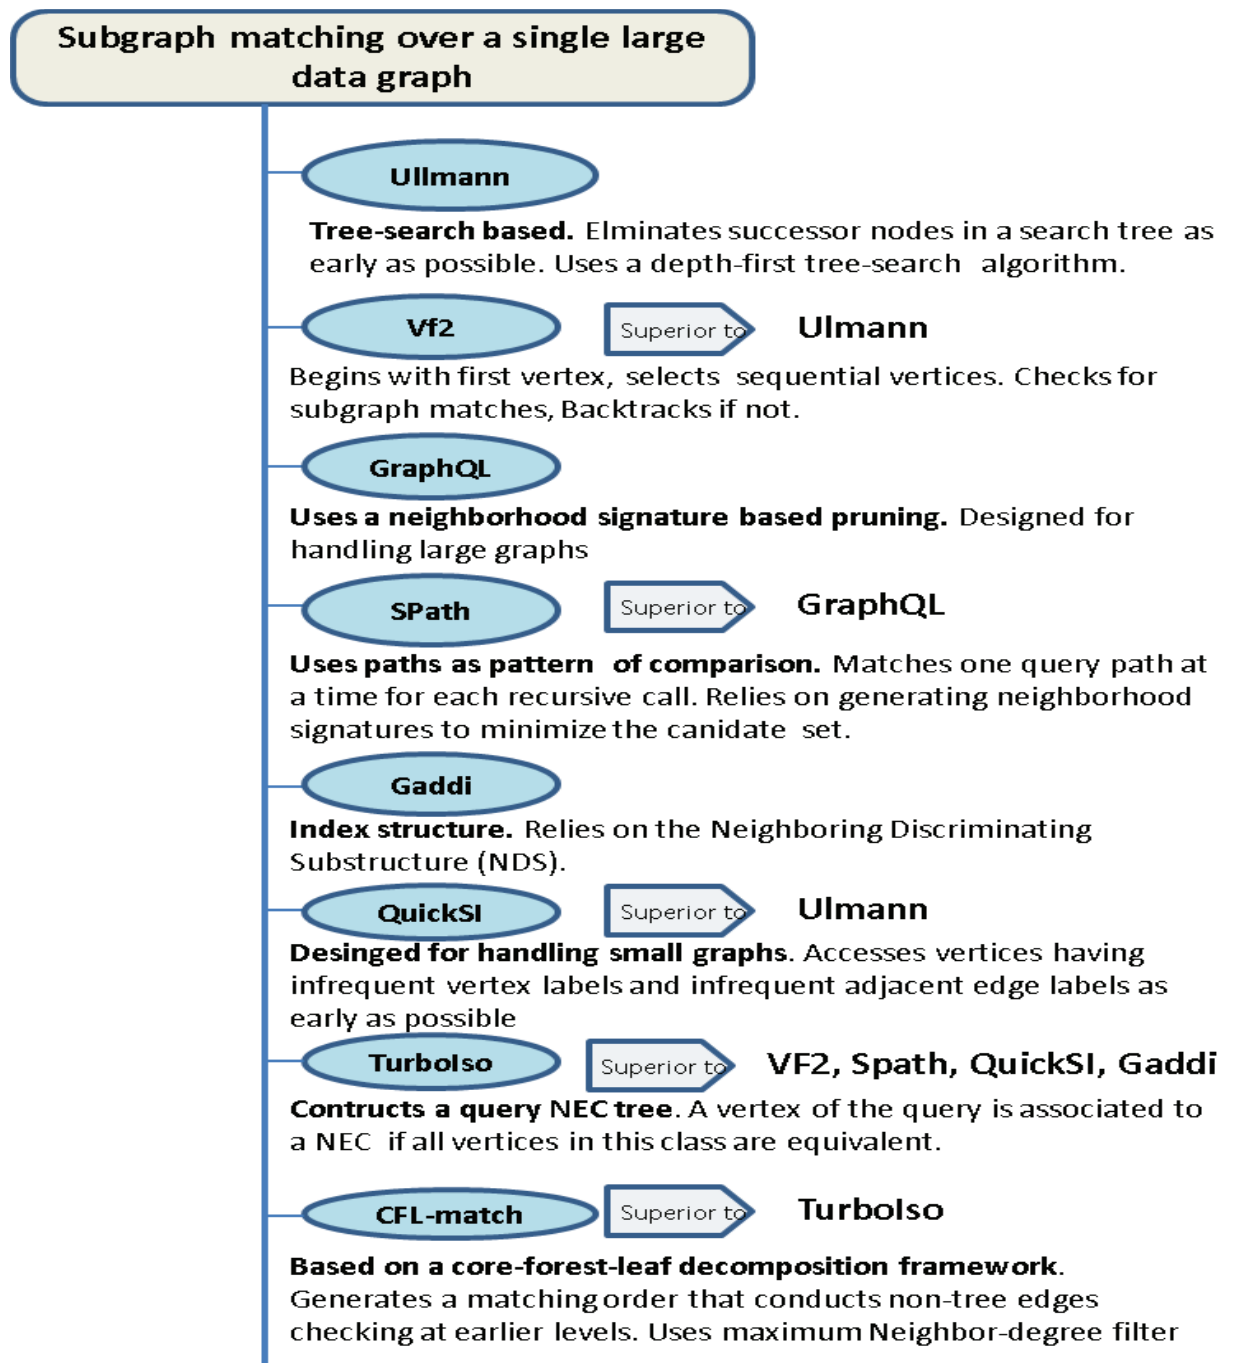 Subgraph matching over a single large
data graph
Ullmann
Tree-search based. Elminates successor nodes in a search tree as
early as possible. Uses a depth-first tree-search algorithm.
Vf2
Superior to
Ulmann
Begins with first vertex, selects sequential vertices. Checks for
subgraph matches, Backtracks if not.
GraphQL
Uses a neighborhood signature based pruning. Designed for
handling large graphs
SPath
Superior to
GraphQL
Uses paths as pattern of comparison. Matches one query path at
a time for each recursive call. Relies on generating neighborhood
signatures to minimize the canidate set.
Gaddi
Index structure. Relies on the Neighboring Discriminating
Substructure (NDS).
QuickSI
Superior to
Ulmann
Desinged for handling small graphs. Accesses vertices having
infrequent vertex labels and infrequent adjacent edge labels as
early as possible
TurboIso
Superior to
VF2, Spath, QuickSI, Gaddi
Contructs a query NEC tree. A vertex of the query is associated to
a NEC if all vertices in this class are equivalent.
CFL-match
Superior to
TurboIso
Based on a core-forest-leaf decomposition framework.
Generates a matching order that conducts non-tree edges
checking at earlier levels. Uses maximum Neighbor-degree filter